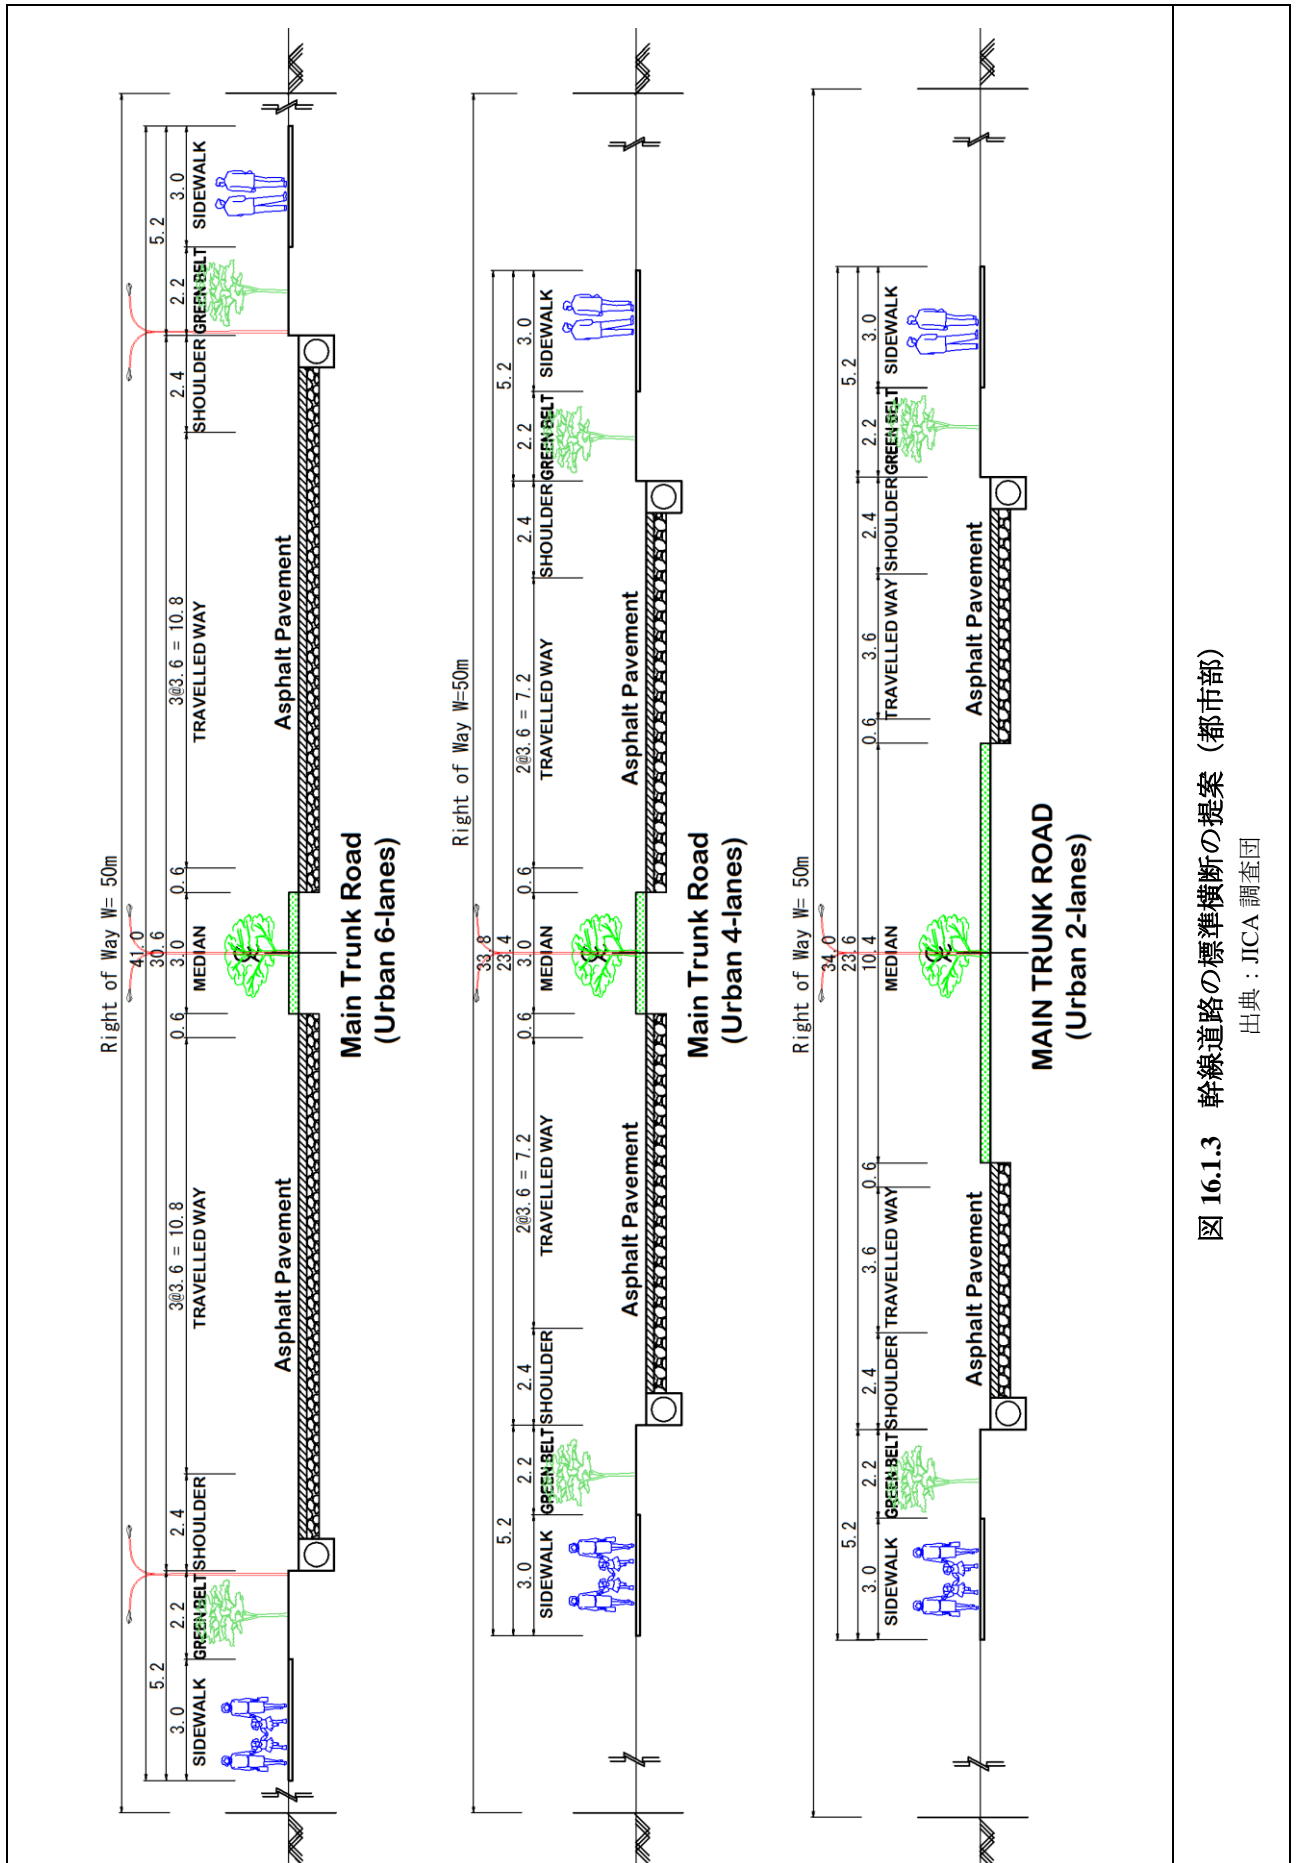 Right of Way W= 50m
41.0
5.2
30.6
5.2
3.0
2.2
2.4
3@3.6 = 10.8
0.6
3.0
0.6
3@3.6 = 10.8
2.4
2.2
3.0
SIDEWALK
GREEN BELT
SHOULDER
TRAVELLED WAY
MEDIAN
TRAVELLED WAY
SHOULDER
GREEN BELT
SIDEWALK
Asphalt Pavement
Asphalt Pavement
Main Trunk Road
(Urban 6-lanes)
Right of Way W=50m
33.8
5.2
23.4
5.2
3.0
2.2
2.4
2@3.6 = 7.2
0.6
3.0
0.6
2@3.6 = 7.2
2.4
2.2
3.0
SIDEWALK
GREEN BELT
SHOULDER
TRAVELLED WAY
MEDIAN
TRAVELLED WAY
SHOULDER
GREEN BELT
SIDEWALK
Asphalt Pavement
Asphalt Pavement
Main Trunk Road
(Urban 4-lanes)
Right of Way W= 50m
34.0
5.2
23.6
5.2
3.0
2.2
2.4
3.6
0.6
10.4
0.6
3.6
2.4
2.2
3.0
SIDEWALK
GREEN BELT
SHOULDER
TRAVELLED WAY
MEDIAN
TRAVELLED WAY
SHOULDER
GREEN BELT
SIDEWALK
Asphalt Pavement
Asphalt Pavement
MAIN TRUNK ROAD
(Urban 2-lanes)
図 16.1.3 幹線道路の標準横断の提案（都市部）
出典：JICA 調査団